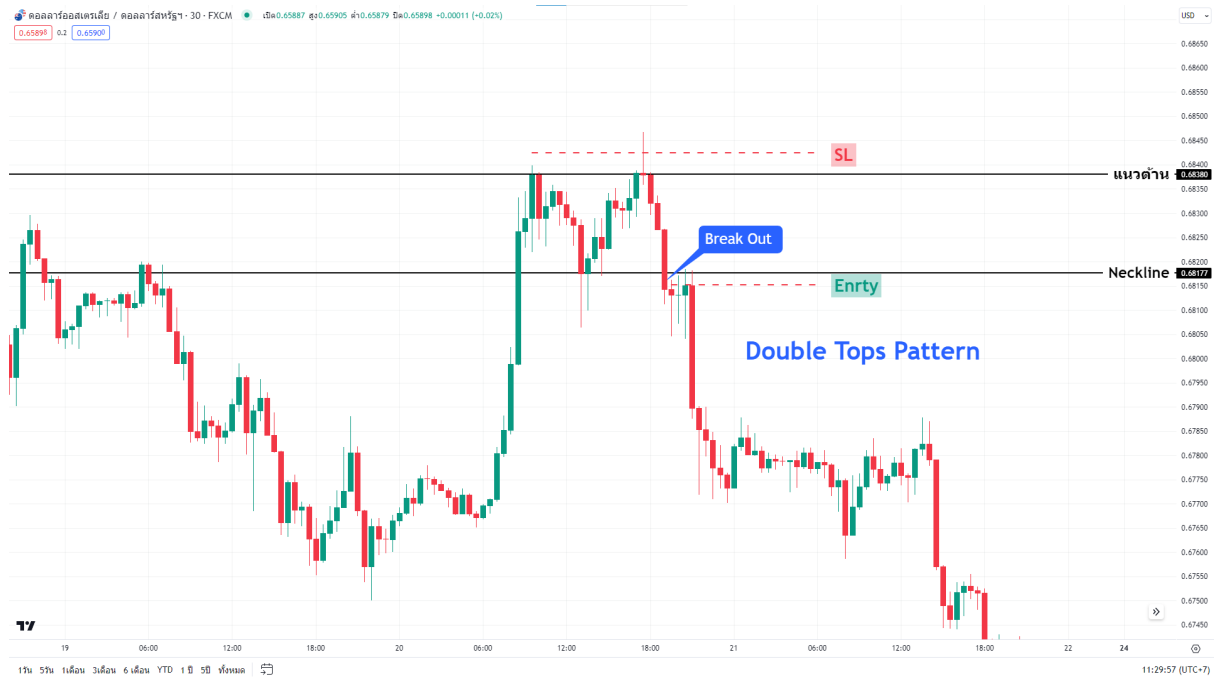 ดอลลาร์ออสเตรเลีย / ดอลลาร์สหรัฐฯ · 30 · FXCM เปิด0.65887 สูง0.65905 ต่ำ0.65879 ปิด0.65898 +0.00011 (+0.02%)
USD
0.65898 0.2 0.65900
0.68650
0.68600
0.68550
0.68500
0.68450
SL
0.68400
แนวต้าน 0.68380
0.68350
0.68300
Break Out
0.68250
0.68200
Neckline 0.68177
Enrty
0.68150
0.68100
0.68050
Double Tops Pattern
0.68000
0.67950
0.67900
0.67850
0.67800
0.67750
0.67700
0.67650
0.67600
0.67550
0.67500
0.67450
19 06:00 12:00 18:00 20 06:00 12:00 18:00 21 06:00 12:00 18:00 22 24
1วัน 5วัน 1เดือน 3เดือน 6 เดือน YTD 1 ปี 5ปี ทั้งหมด
11:29:57 (UTC+7)